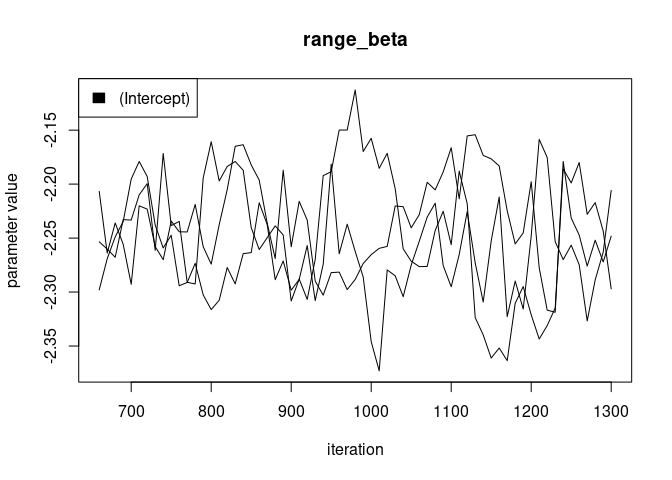 range_beta
(Intercept)
parameter value
-2.15
-2.20
-2.25
-2.30
-2.35
700 800 900 1000 1100 1200 1300
iteration